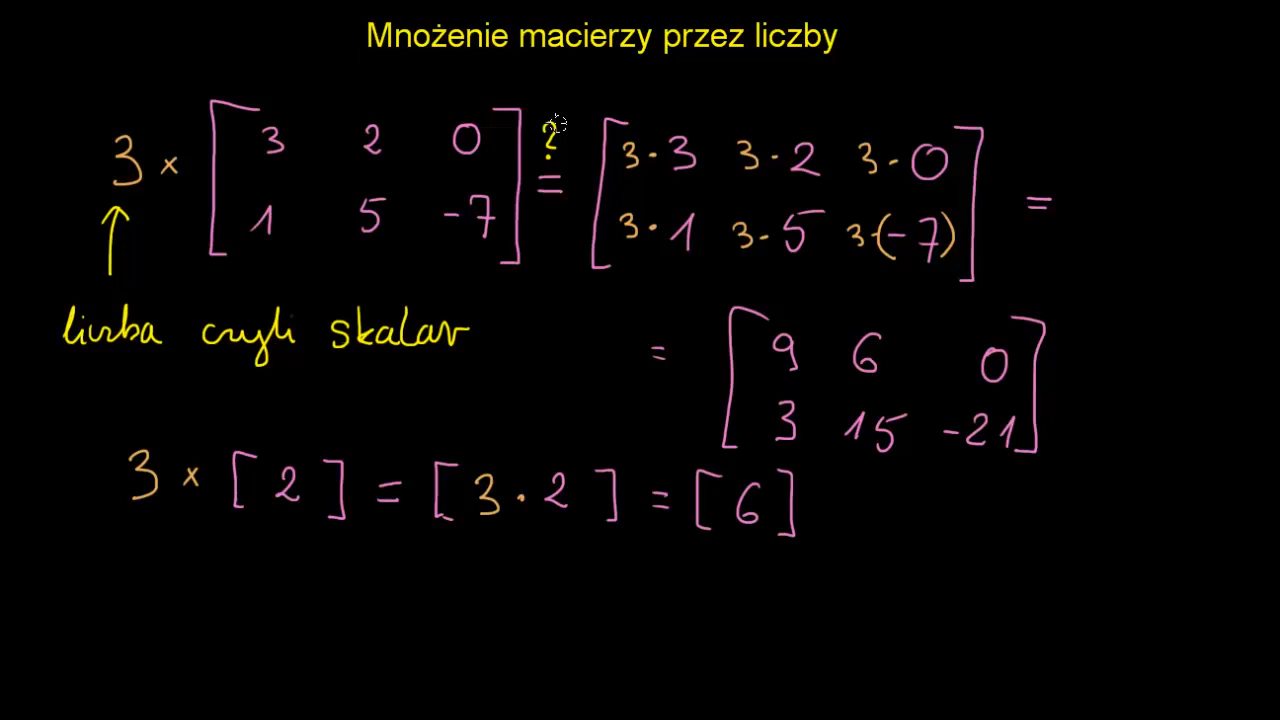 Mnożenie macierzy przez liczby
3 × [ 3 2 0 ] ? = [ 3·3 3·2 3·0 ] =
[ 1 5 -7 ] [ 3·1 3·5 3·(-7) ]
liczba czyli skalar
= [ 9 6 0 ]
[ 3 15 -21 ]
3 × [ 2 ] = [ 3·2 ] = [ 6 ]